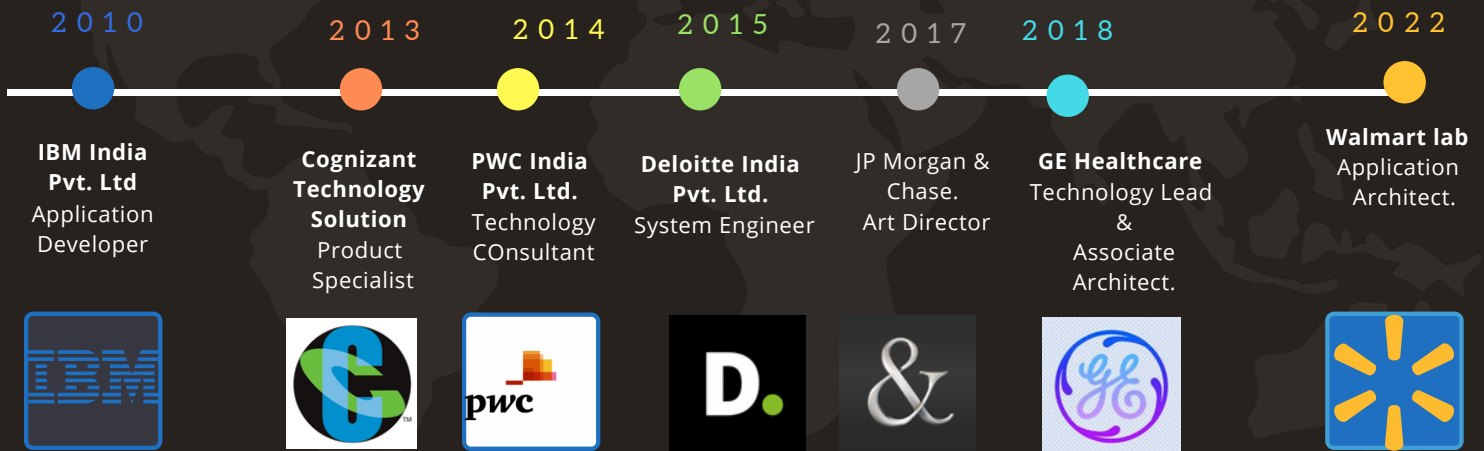 2010
2013
2014
2015
2017
2018
2022
IBM India
Pvt. Ltd
Application
Developer
Cognizant
Technology
Solution
Product
Specialist
PWC India
Pvt. Ltd.
Technology
COnsultant
Deloitte India
Pvt. Ltd.
System Engineer
JP Morgan &
Chase.
Art Director
GE Healthcare
Technology Lead
&
Associate
Architect.
Walmart lab
Application
Architect.
IBM
C
TM
pwc
D.
&
GE